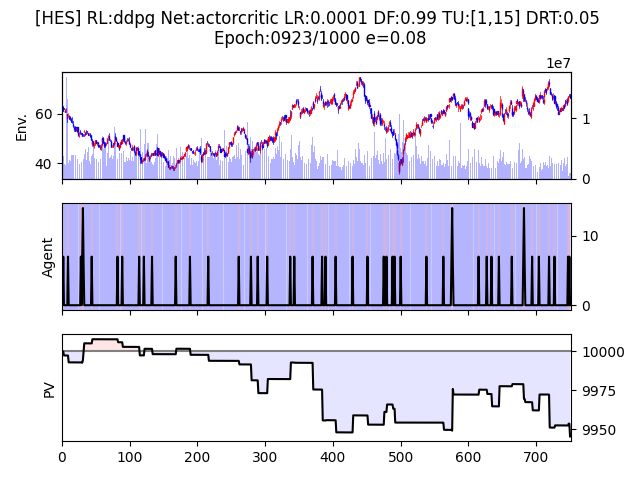 [HES] RL:ddpg Net:actorcritic LR:0.0001 DF:0.99 TU:[1,15] DRT:0.05
Epoch:0923/1000 e=0.08
1e7
Env.
60
40
1
0
Agent
10
0
PV
10000
9975
9950
0 100 200 300 400 500 600 700